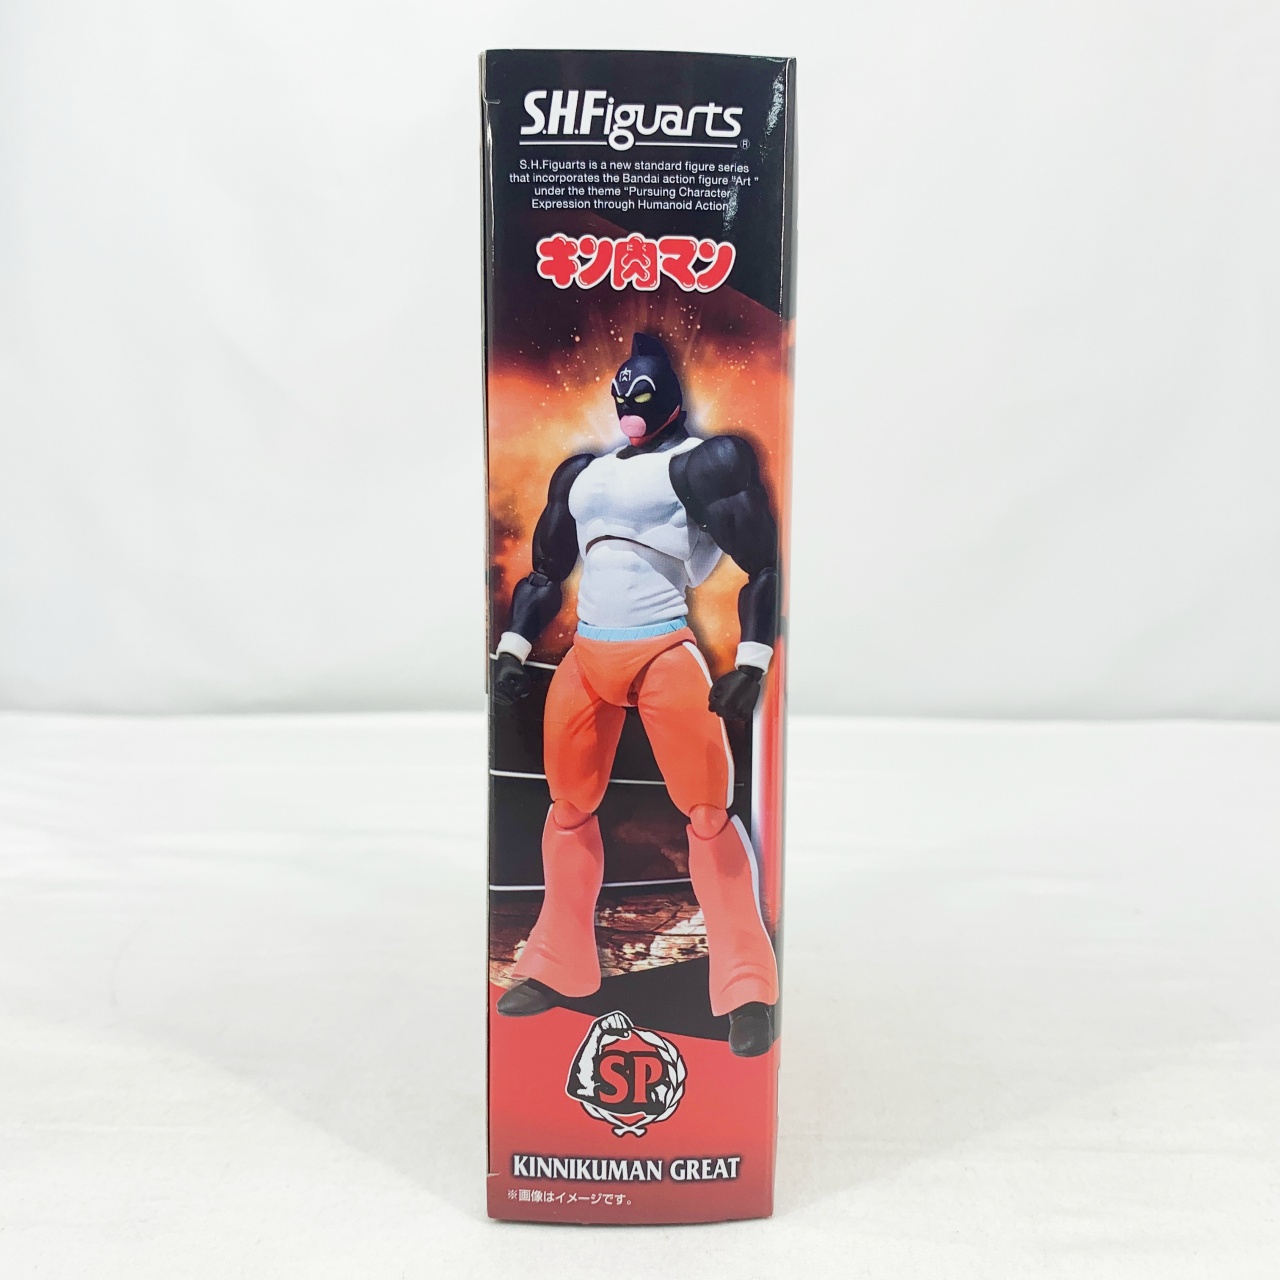 S.H.Figuarts
®
S.H.Figuarts is a new standard figure series
that incorporates the Bandai action figure "Art"
under the theme "Pursuing Character
Expression through Humanoid Action
キン肉マン
肉
SP
KINNIKUMAN GREAT
※画像はイメージです。